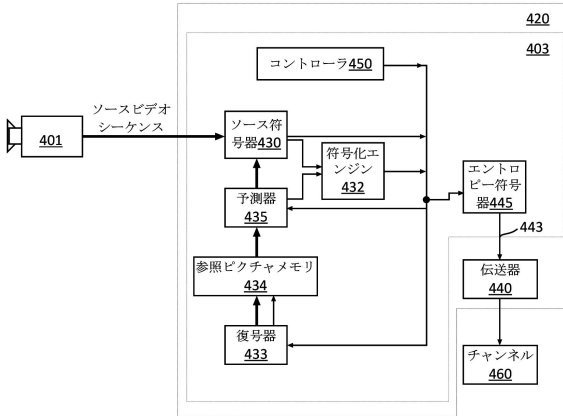 420
403
コントローラ450
ソースビデオ
シーケンス
401
ソース符
号器430
符号化エ
ンジン
432
エントロ
ピー符号
器445
予測器
435
443
参照ピクチャメモリ
434
伝送器
440
復号器
433
チャンネル
460